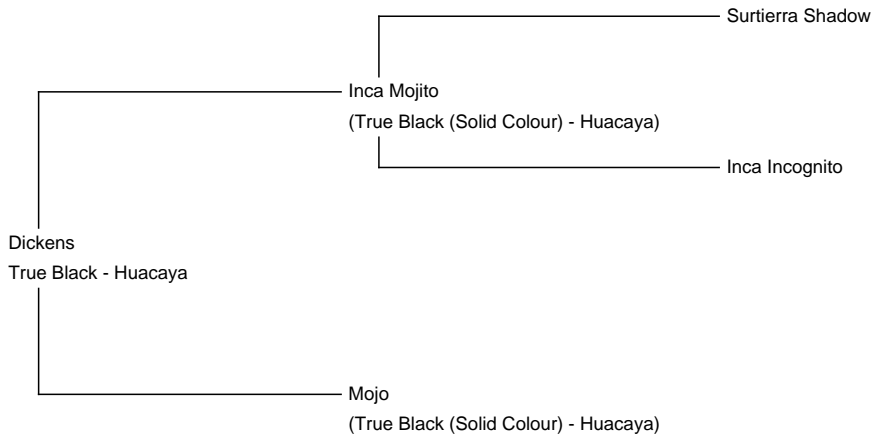 Surtierra Shadow
Inca Mojito
(True Black (Solid Colour) - Huacaya)
Inca Incognito
Dickens
True Black - Huacaya
Mojo
(True Black (Solid Colour) - Huacaya)